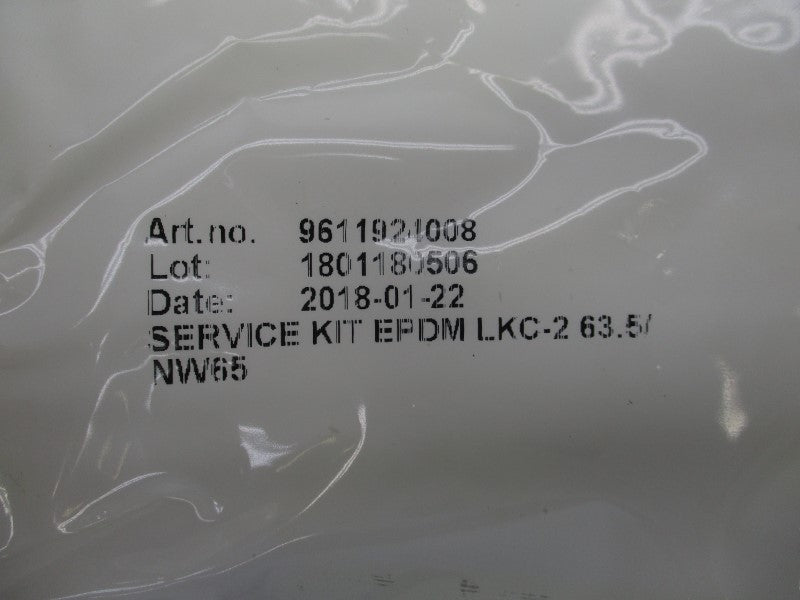 Art.no. 9611924008
Lot: 1801180506
Date: 2018-01-22
SERVICE KIT EPDM LKC-2 63.5/
NW65